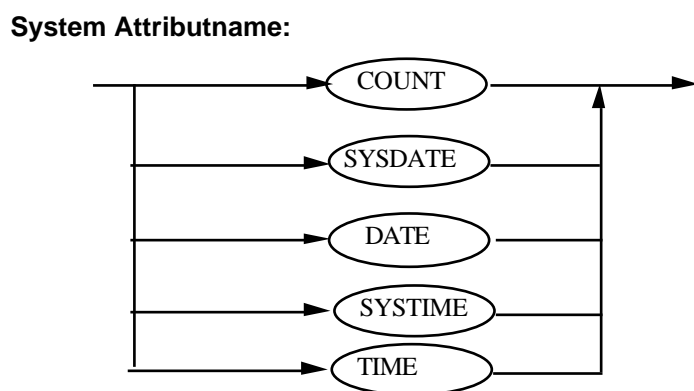 System Attributname:
COUNT
SYSDATE
DATE
SYSTIME
TIME